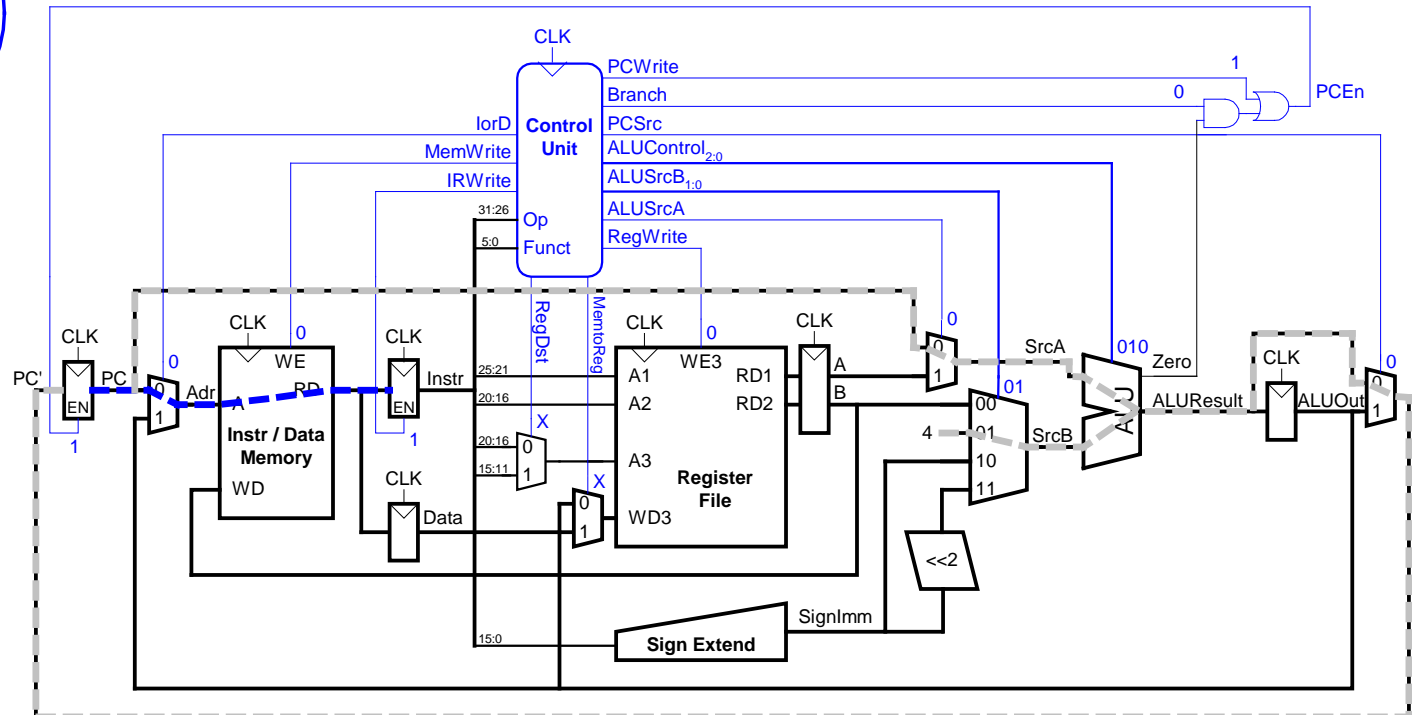 CLK
PCWrite
1
Branch
0
PCEn
IorD
Control
Unit
PCSrc
MemWrite
ALUControl2:0
IRWrite
ALUSrcB1:0
31:26
Op
ALUSrcA
5:0
Funct
RegWrite
RegDst
MemtoReg
CLK
CLK
CLK
CLK
CLK
CLK
0
0
0
0
0
010
01
1
1
PC'
PC
EN
0
1
Adr
WE
A
RD
Instr / Data
Memory
WD
EN
Instr
25:21
A1
20:16
A2
20:16
0
15:11
1
X
A3
WE3
RD1
RD2
Register
File
X
0
1
WD3
CLK
Data
A
B
0
1
SrcA
00
4
01
SrcB
10
11
ALU
Zero
ALUResult
ALUOut
0
1
<<2
SignImm
15:0
Sign Extend